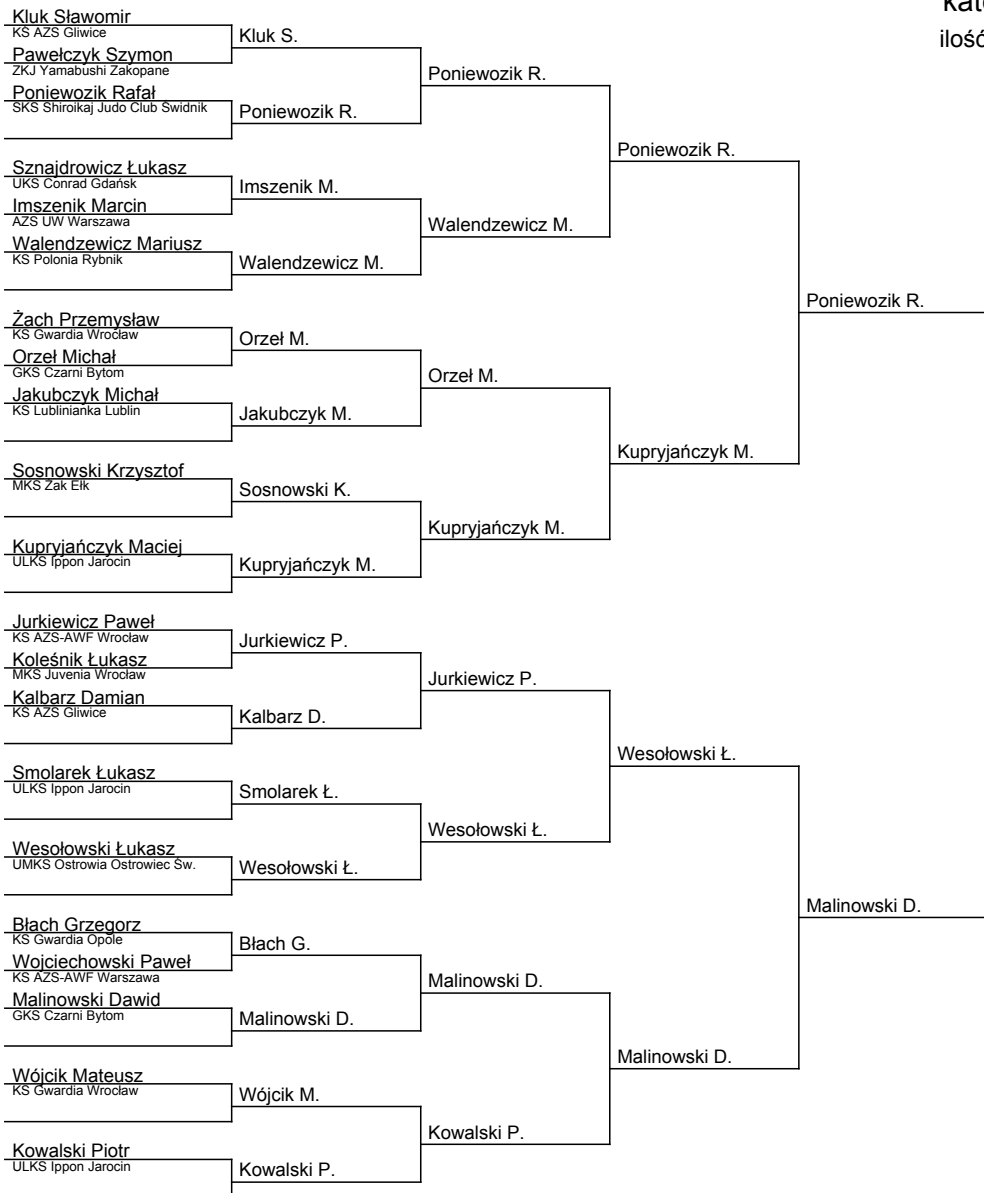 kate
ilość
Kluk Sławomir
KS AZS Gliwice
Pawełczyk Szymon
ZKJ Yamabushi Zakopane
Poniewozik Rafał
SKS Shiroikaj Judo Club Świdnik
Sznajdrowicz Łukasz
UKS Conrad Gdańsk
Imszenik Marcin
AZS UW Warszawa
Walendzewicz Mariusz
KS Polonia Rybnik
Żach Przemysław
KS Gwardia Wrocław
Orzeł Michał
GKS Czarni Bytom
Jakubczyk Michał
KS Lublinianka Lublin
Sosnowski Krzysztof
MKS Żak Ełk
Kupryjańczyk Maciej
ULKS Ippon Jarocin
Jurkiewicz Paweł
KS AZS-AWF Wrocław
Koleśnik Łukasz
MKS Juvenia Wrocław
Kalbarz Damian
KS AZS Gliwice
Smolarek Łukasz
ULKS Ippon Jarocin
Wesołowski Łukasz
UMKS Ostrowia Ostrowiec Św.
Błach Grzegorz
KS Gwardia Opole
Wojciechowski Paweł
KS AZS-AWF Warszawa
Malinowski Dawid
GKS Czarni Bytom
Wójcik Mateusz
KS Gwardia Wrocław
Kowalski Piotr
ULKS Ippon Jarocin
Kluk S.
Poniewozik R.
Imszenik M.
Walendzewicz M.
Orzeł M.
Jakubczyk M.
Sosnowski K.
Kupryjańczyk M.
Jurkiewicz P.
Kalbarz D.
Smolarek Ł.
Wesołowski Ł.
Błach G.
Malinowski D.
Wójcik M.
Kowalski P.
Poniewozik R.
Walendzewicz M.
Orzeł M.
Kupryjańczyk M.
Jurkiewicz P.
Wesołowski Ł.
Malinowski D.
Kowalski P.
Poniewozik R.
Kupryjańczyk M.
Wesołowski Ł.
Malinowski D.
Poniewozik R.
Malinowski D.